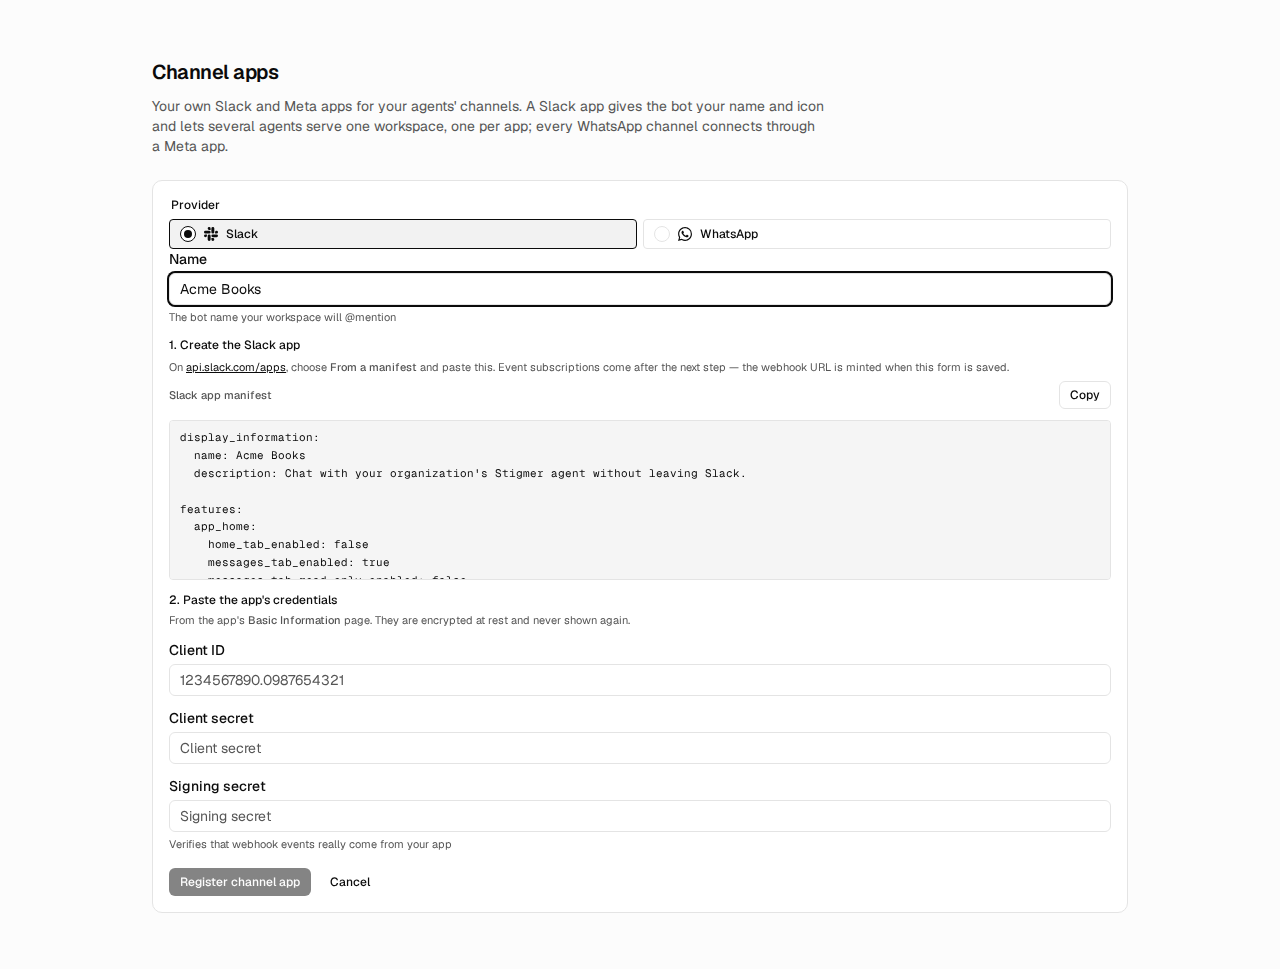 Channel apps
Your own Slack and Meta apps for your agents' channels. A Slack app gives the bot your name and icon
and lets several agents serve one workspace, one per app; every WhatsApp channel connects through
a Meta app.
Provider
Slack
WhatsApp
Name
Acme Books
The bot name your workspace will @mention
1. Create the Slack app
On api.slack.com/apps, choose From a manifest and paste this. Event subscriptions come after the next step — the webhook URL is minted when this form is saved.
Slack app manifest
Copy
display_information:
  name: Acme Books
  description: Chat with your organization's Stigmer agent without leaving Slack.
features:
  app_home:
    home_tab_enabled: false
    messages_tab_enabled: true
    messages_tab_read_only_enabled: false
2. Paste the app's credentials
From the app's Basic Information page. They are encrypted at rest and never shown again.
Client ID
1234567890.0987654321
Client secret
Client secret
Signing secret
Signing secret
Verifies that webhook events really come from your app
Register channel app
Cancel